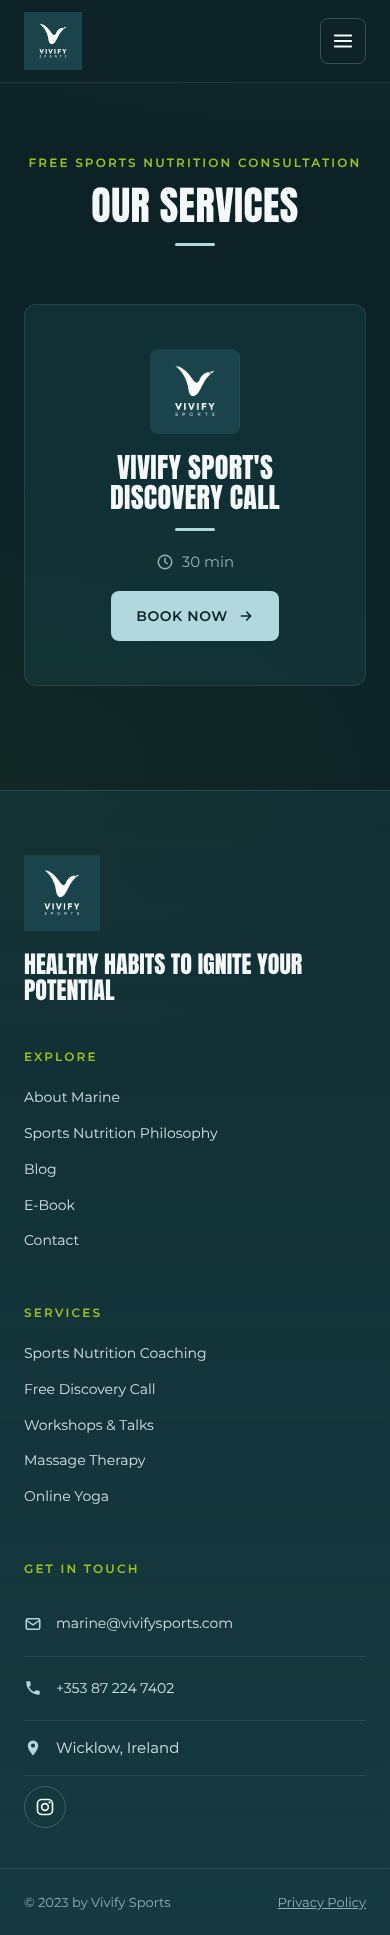 VIVIFY
SPORTS
FREE SPORTS NUTRITION CONSULTATION
OUR SERVICES
VIVIFY
SPORTS
VIVIFY SPORT'S
DISCOVERY CALL
30 min
BOOK NOW →
VIVIFY
SPORTS
HEALTHY HABITS TO IGNITE YOUR
POTENTIAL
EXPLORE
About Marine
Sports Nutrition Philosophy
Blog
E-Book
Contact
SERVICES
Sports Nutrition Coaching
Free Discovery Call
Workshops & Talks
Massage Therapy
Online Yoga
GET IN TOUCH
marine@vivifysports.com
+353 87 224 7402
Wicklow, Ireland
© 2023 by Vivify Sports
Privacy Policy